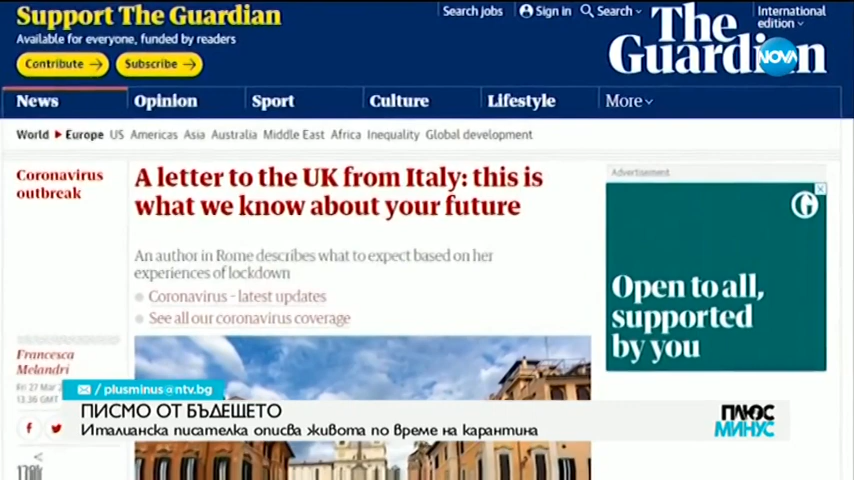 Support The Guardian
Available for everyone, funded by readers
Contribute →
Subscribe →
Search jobs
Sign in
Search
International edition
The Guardian
NOVA
News
Opinion
Sport
Culture
Lifestyle
More
World
Europe
US
Americas
Asia
Australia
Middle East
Africa
Inequality
Global development
Coronavirus
outbreak
A letter to the UK from Italy: this is
what we know about your future
An author in Rome describes what to expect based on her
experiences of lockdown
Coronavirus - latest updates
See all our coronavirus coverage
Francesca
Melandri
Fri 27 Mar
13.36 GMT
Advertisement
Open to all,
supported
by you
/ plusminus@ntv.bg
ПИСМО ОТ БЪДЕЩЕТО
Италианска писателка описва живота по време на карантина
ПЛЮС
МИНУС